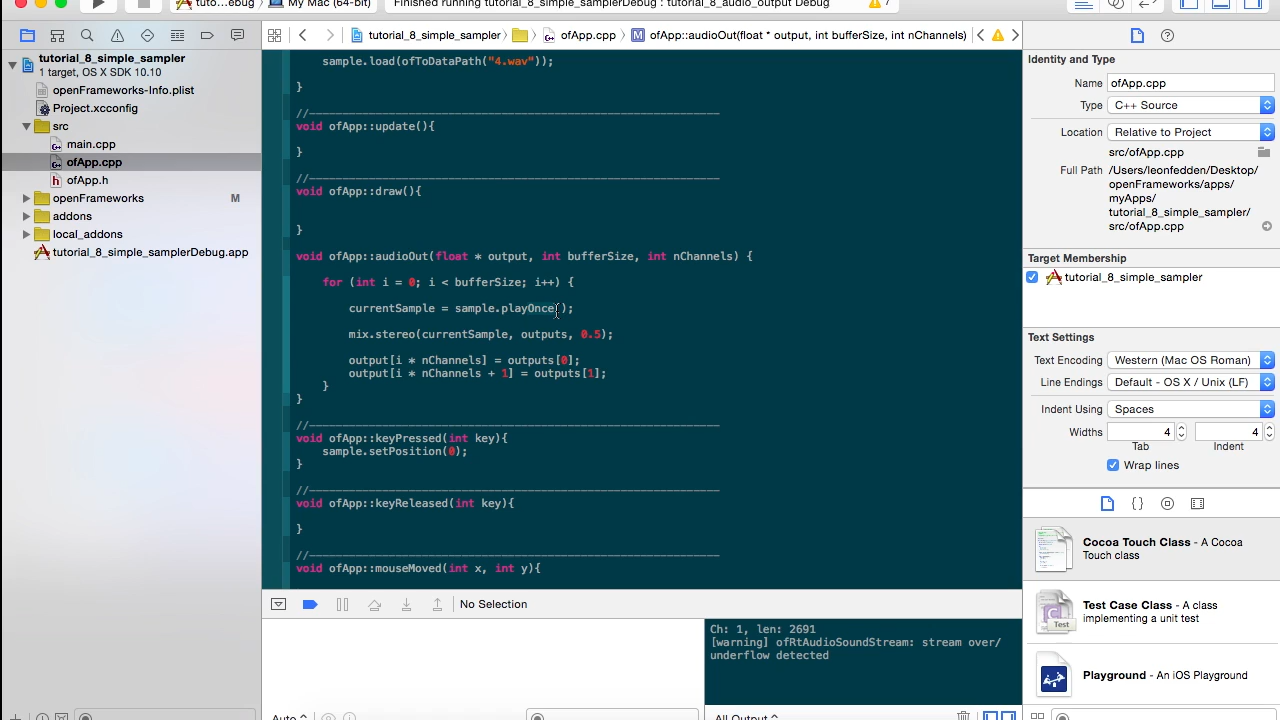 tuto...ebug
My Mac (64-bit)
Finished running tutorial_8_simple_samplerDebug : tutorial_8_audio_output Debug
7
tutorial_8_simple_sampler
1 target, OS X SDK 10.10
openFrameworks-Info.plist
Project.xcconfig
src
main.cpp
ofApp.cpp
ofApp.h
openFrameworks M
addons
local_addons
tutorial_8_simple_samplerDebug.app
tutorial_8_simple_sampler
ofApp.cpp
ofApp::audioOut(float * output, int bufferSize, int nChannels)
sample.load(ofToDataPath("4.wav"));
}
//--------------------------------------------------------------
void ofApp::update(){
}
//--------------------------------------------------------------
void ofApp::draw(){
}
void ofApp::audioOut(float * output, int bufferSize, int nChannels) {
for (int i = 0; i < bufferSize; i++) {
currentSample = sample.playOnce();
mix.stereo(currentSample, outputs, 0.5);
output[i * nChannels] = outputs[0];
output[i * nChannels + 1] = outputs[1];
}
}
//--------------------------------------------------------------
void ofApp::keyPressed(int key){
sample.setPosition(0);
}
//--------------------------------------------------------------
void ofApp::keyReleased(int key){
}
//--------------------------------------------------------------
void ofApp::mouseMoved(int x, int y){
No Selection
Ch: 1, len: 2691
[warning] ofRtAudioSoundStream: stream over/
underflow detected
Auto
All Output
Identity and Type
Name ofApp.cpp
Type C++ Source
Location Relative to Project
src/ofApp.cpp
Full Path /Users/leonfedden/Desktop/
openFrameworks/apps/
myApps/
tutorial_8_simple_sampler/
src/ofApp.cpp
Target Membership
tutorial_8_simple_sampler
Text Settings
Text Encoding Western (Mac OS Roman)
Line Endings Default - OS X / Unix (LF)
Indent Using Spaces
Widths 4 4
Tab Indent
Wrap lines
{ }
C
Cocoa Touch Class - A Cocoa
Touch class
Test
Test Case Class - A class
implementing a unit test
Playground - An iOS Playground